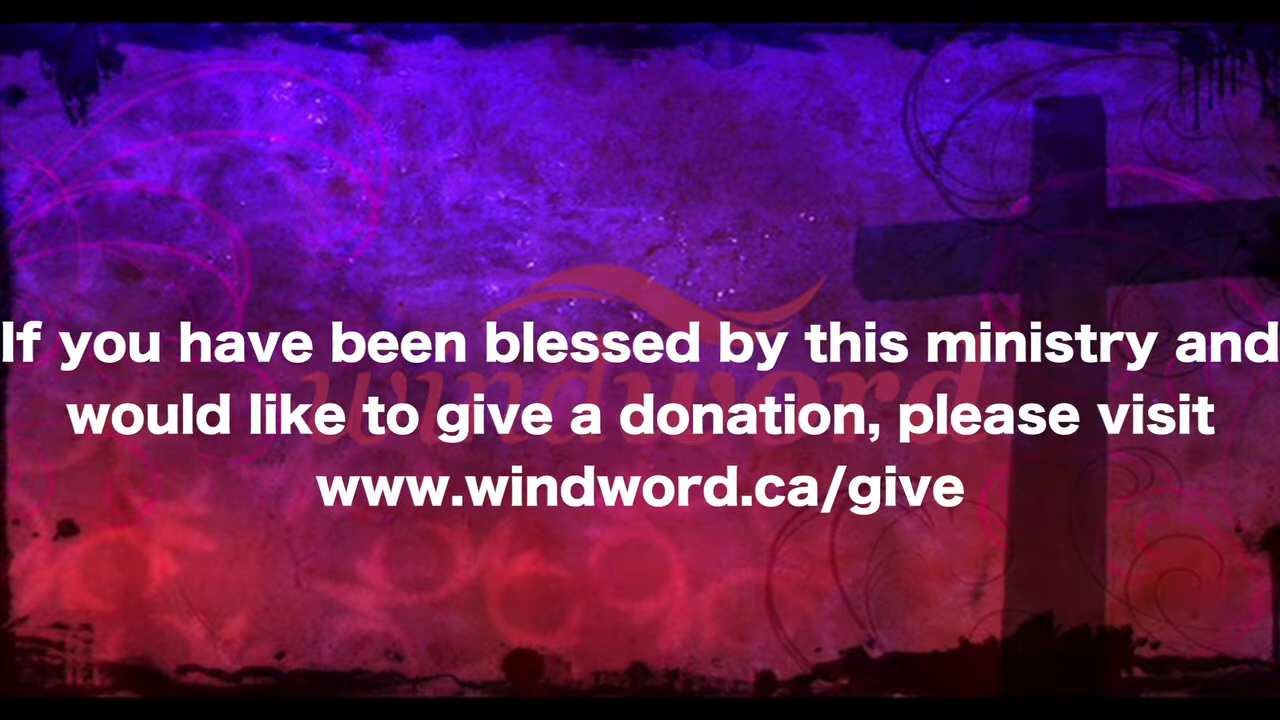 If you have been blessed by this ministry and
would like to give a donation, please visit
www.windword.ca/give
windword